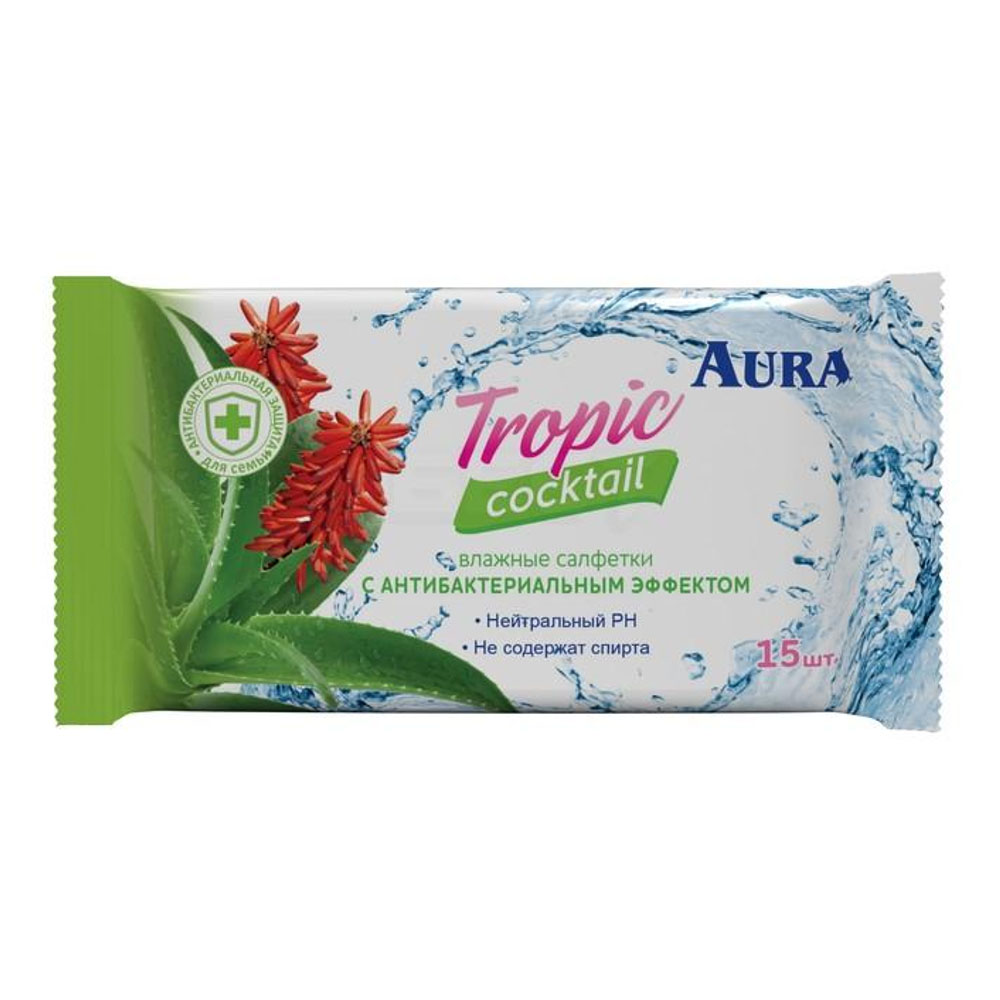 AURA
Tropic
cocktail
• АНТИБАКТЕРИАЛЬНАЯ ЗАЩИТА •
для семьи
влажные салфетки
С АНТИБАКТЕРИАЛЬНЫМ ЭФФЕКТОМ
• Нейтральный PH
• Не содержат спирта
15шт.